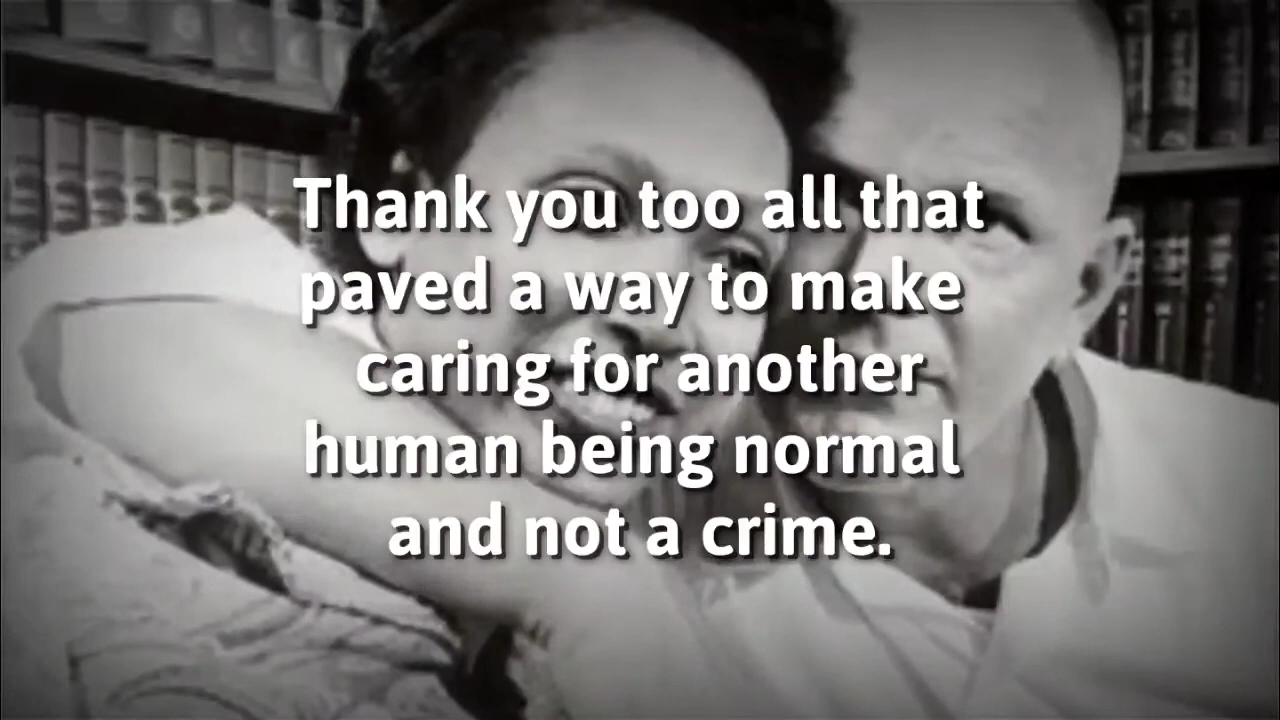 Thank you too all that
paved a way to make
caring for another
human being normal
and not a crime.